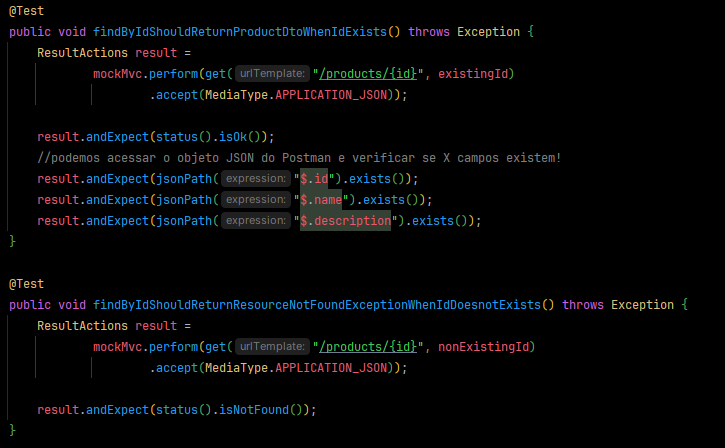 @Test
public void findByIdShouldReturnProductDtoWhenIdExists() throws Exception {
ResultActions result =
mockMvc.perform(get( urlTemplate: "/products/{id}", existingId)
.accept(MediaType.APPLICATION_JSON));
result.andExpect(status().isOk());
//podemos acessar o objeto JSON do Postman e verificar se X campos existem!
result.andExpect(jsonPath( expression: "$.id").exists());
result.andExpect(jsonPath( expression: "$.name").exists());
result.andExpect(jsonPath( expression: "$.description").exists());
}
@Test
public void findByIdShouldReturnResourceNotFoundExceptionWhenIdDoesnotExists() throws Exception {
ResultActions result =
mockMvc.perform(get( urlTemplate: "/products/{id}", nonExistingId)
.accept(MediaType.APPLICATION_JSON));
result.andExpect(status().isNotFound());
}